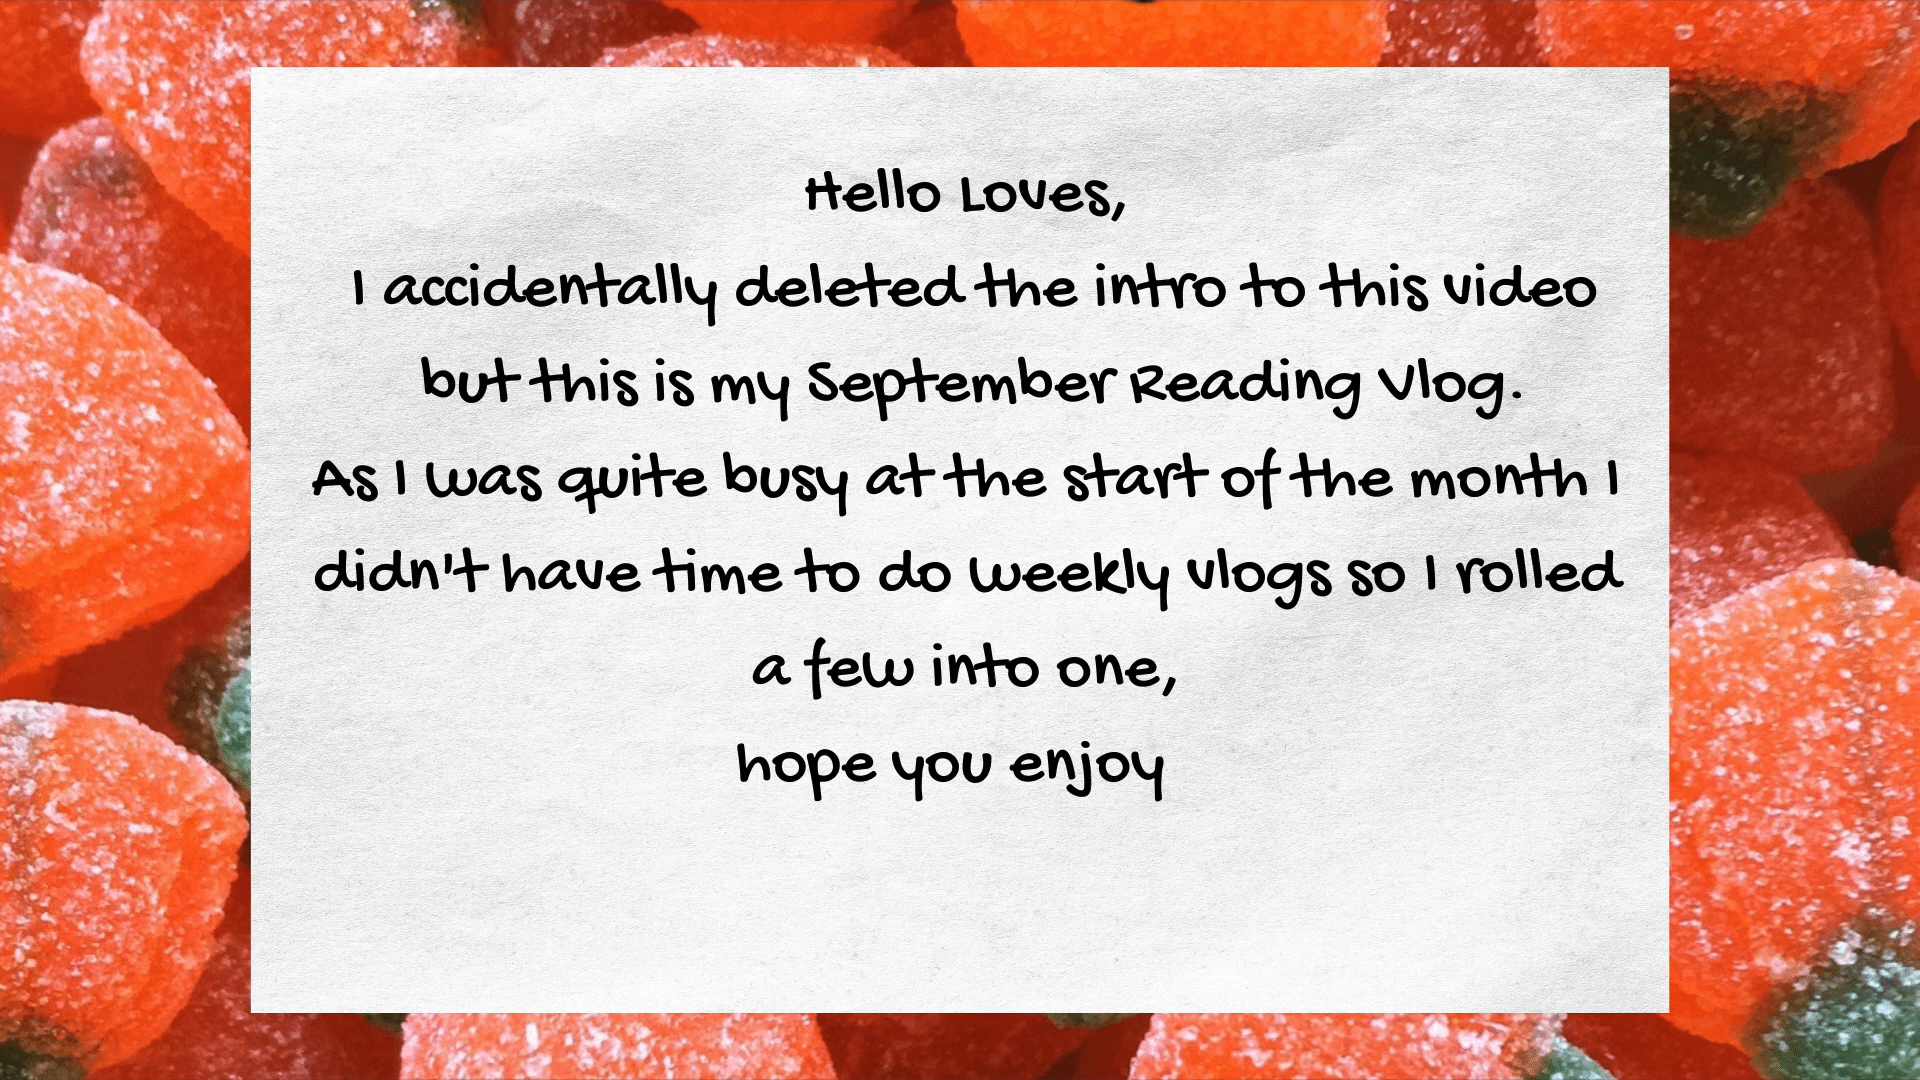 Hello Loves,
I accidentally deleted the intro to this video
but this is my September Reading Vlog.
As I was quite busy at the start of the month I
didn't have time to do weekly vlogs so I rolled
a few into one,
hope you enjoy